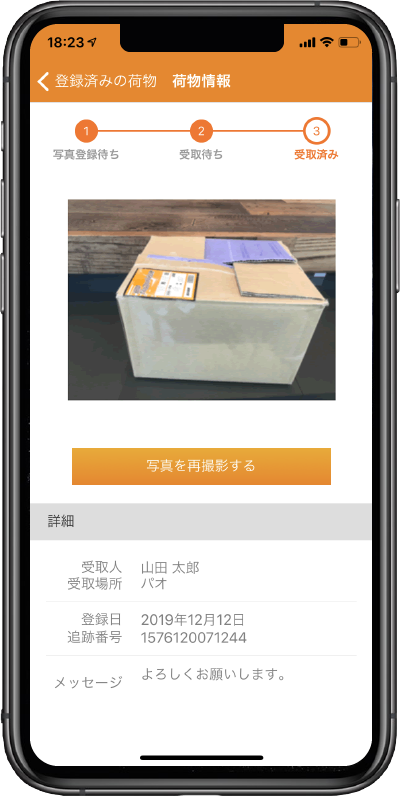 18:23
登録済みの荷物 荷物情報
1 2 3
写真登録待ち 受取待ち 受取済み
写真を再撮影する
詳細
受取人 山田 太郎
受取場所 パオ
登録日 2019年12月12日
追跡番号 1576120071244
メッセージ よろしくお願いします。